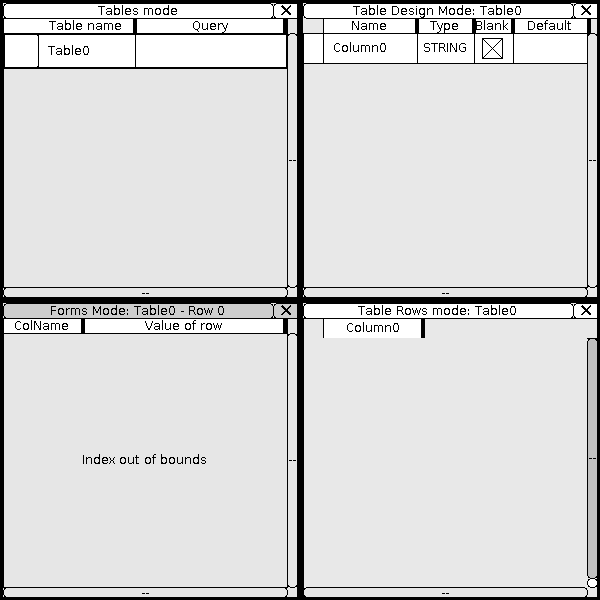 Tables mode
Table name Query
Table0
Table Design Mode: Table0
Name Type Blank Default
Column0 STRING
Forms Mode: Table0 - Row 0
ColName Value of row
Index out of bounds
Table Rows mode: Table0
Column0